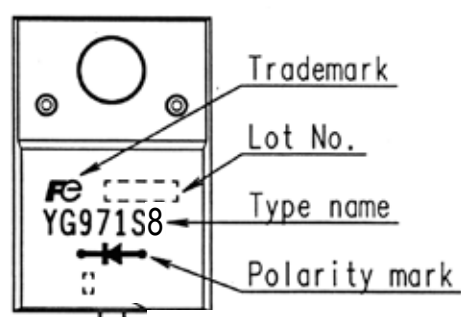 Trademark
Lot No.
Fe
YG971S8
Type name
Polarity mark